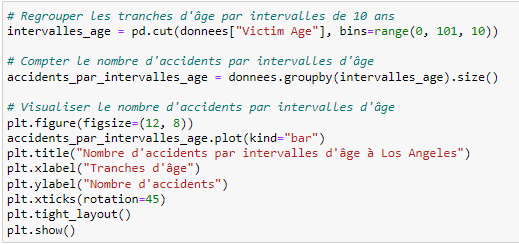 # Regrouper les tranches d'âge par intervalles de 10 ans
intervalles_age = pd.cut(donnees["Victim Age"], bins=range(0, 101, 10))
# Compter le nombre d'accidents par intervalles d'âge
accidents_par_intervalles_age = donnees.groupby(intervalles_age).size()
# Visualiser le nombre d'accidents par intervalles d'âge
plt.figure(figsize=(12, 8))
accidents_par_intervalles_age.plot(kind="bar")
plt.title("Nombre d'accidents par intervalles d'âge à Los Angeles")
plt.xlabel("Tranches d'âge")
plt.ylabel("Nombre d'accidents")
plt.xticks(rotation=45)
plt.tight_layout()
plt.show()